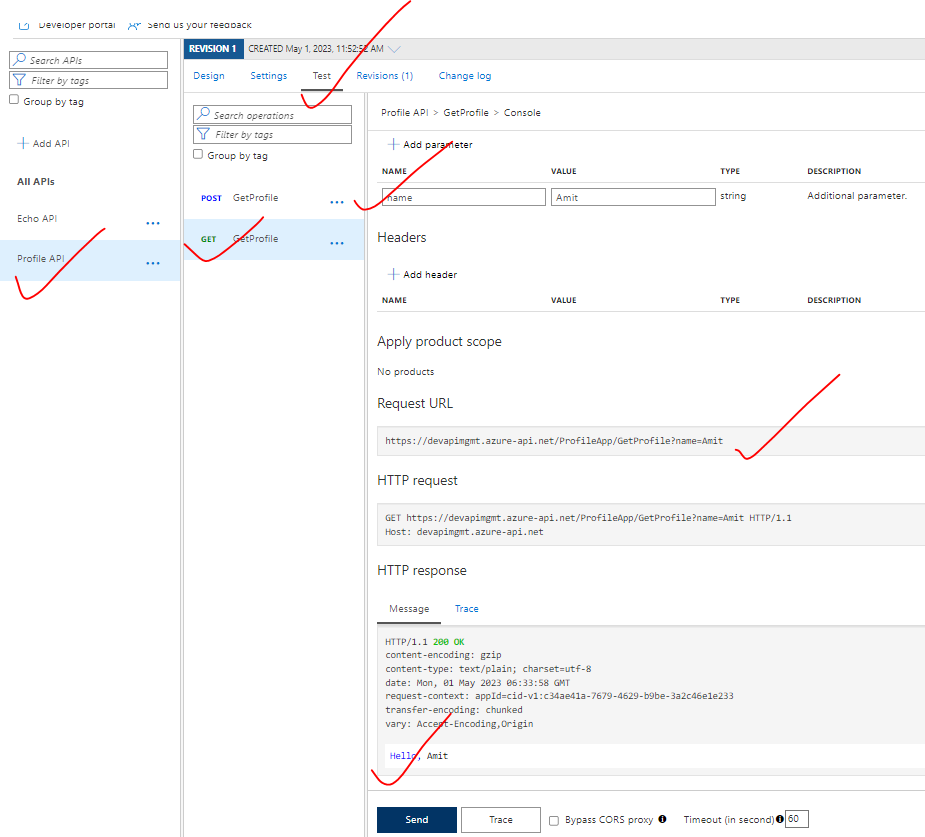 Developer portal Send us your feedback
Search APIs
Filter by tags
Group by tag
Add API
All APIs
Echo API
...
Profile API
...
REVISION 1 CREATED May 1, 2023, 11:52:52 AM
Design Settings Test Revisions (1) Change log
Search operations
Filter by tags
Group by tag
POST GetProfile ...
GET GetProfile ...
Profile API > GetProfile > Console
Add parameter
NAME VALUE TYPE DESCRIPTION
name Amit string Additional parameter.
Headers
Add header
NAME VALUE TYPE DESCRIPTION
Apply product scope
No products
Request URL
https://devapimgmt.azure-api.net/ProfileApp/GetProfile?name=Amit
HTTP request
GET https://devapimgmt.azure-api.net/ProfileApp/GetProfile?name=Amit HTTP/1.1
Host: devapimgmt.azure-api.net
HTTP response
Message Trace
HTTP/1.1 200 OK
content-encoding: gzip
content-type: text/plain; charset=utf-8
date: Mon, 01 May 2023 06:33:58 GMT
request-context: appId=cid-v1:c34ae41a-7679-4629-b9be-3a2c46e1e233
transfer-encoding: chunked
vary: Accept-Encoding,Origin
Hello, Amit
Send Trace Bypass CORS proxy Timeout (in second) 60